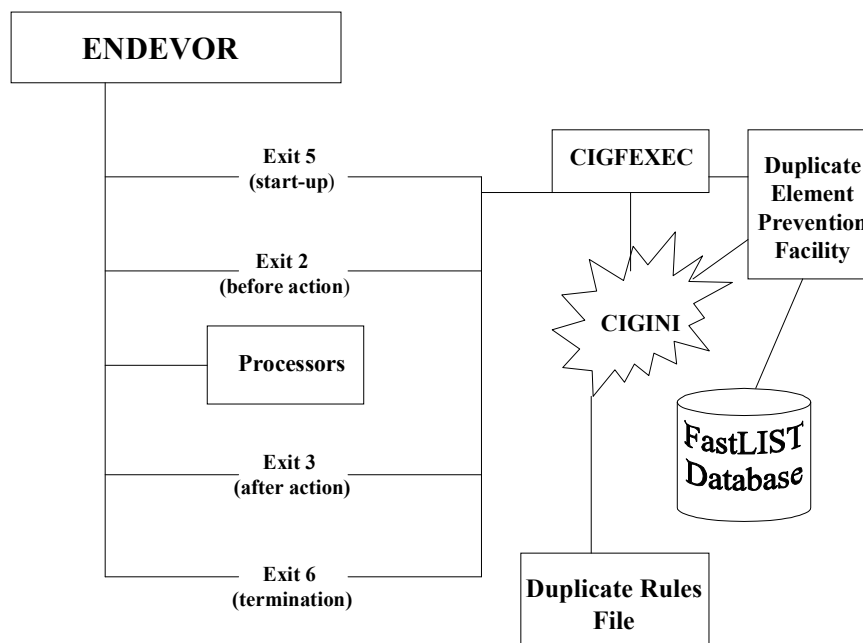 ENDEVOR
Exit 5
(start-up)
CIGFEXEC
Duplicate
Element
Prevention
Facility
Exit 2
(before action)
CIGINI
Processors
FastLIST
Database
Exit 3
(after action)
Exit 6
(termination)
Duplicate Rules
File